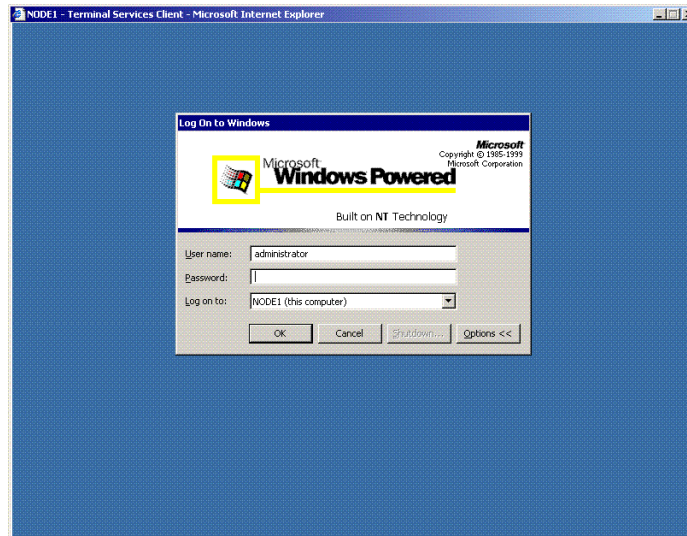 NODE1 - Terminal Services Client - Microsoft Internet Explorer
Log On to Windows
Microsoft
Copyright © 1985-1999
Microsoft Corporation
Microsoft
Windows Powered
Built on NT Technology
User name: administrator
Password:
Log on to: NODE1 (this computer)
OK Cancel Shutdown... Options <<